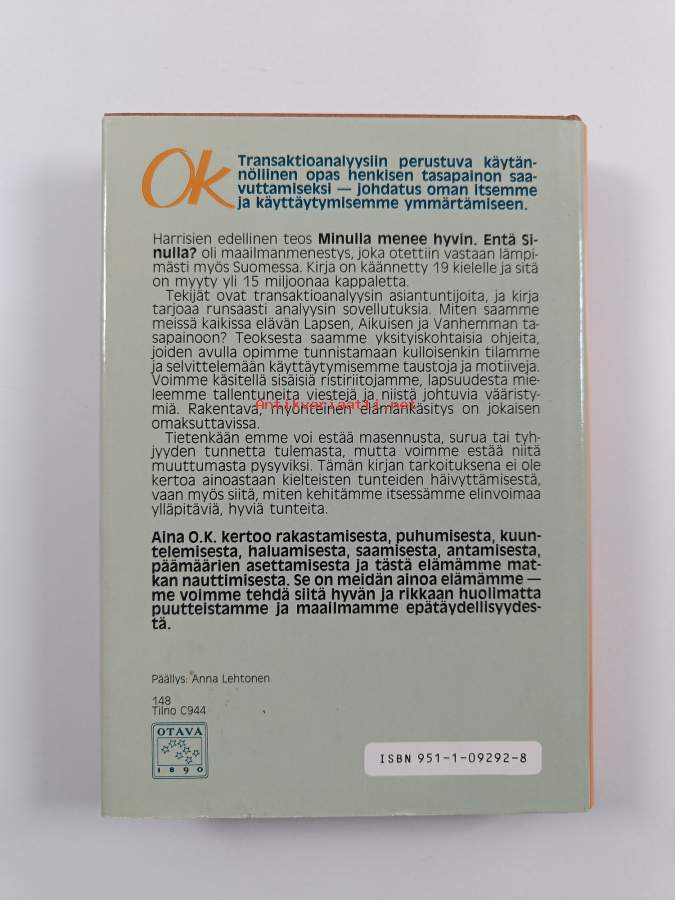 Ok
Transaktioanalyysiin perustuva käytän-
nöllinen opas henkisen tasapainon saa-
vuttamiseksi — johdatus oman itsemme
ja käyttäytymisemme ymmärtämiseen.
Harrisien edellinen teos Minulla menee hyvin. Entä Si-
nulla? oli maailmanmenestys, joka otettiin vastaan lämpi-
mästi myös Suomessa. Kirja on käännetty 19 kielelle ja sitä
on myyty yli 15 miljoonaa kappaletta.
Tekijät ovat transaktioanalyysin asiantuntijoita, ja kirja
tarjoaa runsaasti analyysin sovellutuksia. Miten saamme
meissä kaikissa elävän Lapsen, Aikuisen ja Vanhemman ta-
sapainoon? Teoksesta saamme yksityiskohtaisia ohjeita,
joiden avulla opimme tunnistamaan kulloisenkin tilamme
ja selvittelemään käyttäytymisemme taustoja ja motiiveja.
Voimme käsitellä sisäisiä ristiriitojamme, lapsuudesta mie-
leemme tallentuneita viestejä ja niistä johtuvia vääristy-
Antikvariaatti.net
miä. Rakentava, myönteinen elämänkäsitys on jokaisen
omaksuttavissa.
Tietenkään emme voi estää masennusta, surua tai tyh-
jyyden tunnetta tulemasta, mutta voimme estää niitä
muuttumasta pysyviksi. Tämän kirjan tarkoituksena ei ole
kertoa ainoastaan kielteisten tunteiden häivyttämisestä,
vaan myös siitä, miten kehitämme itsessämme elinvoimaa
ylläpitäviä, hyviä tunteita.
Aina O.K. kertoo rakastamisesta, puhumisesta, kuun-
telemisesta, haluamisesta, saamisesta, antamisesta,
päämäärien asettamisesta ja tästä elämämme mat-
kan nauttimisesta. Se on meidän ainoa elämämme —
me voimme tehdä siitä hyvän ja rikkaan huolimatta
puutteistamme ja maailmamme epätäydellisyydes-
tä.
Päällys: Anna Lehtonen
148
Tilno C944
OTAVA
1890
ISBN 951-1-09292-8